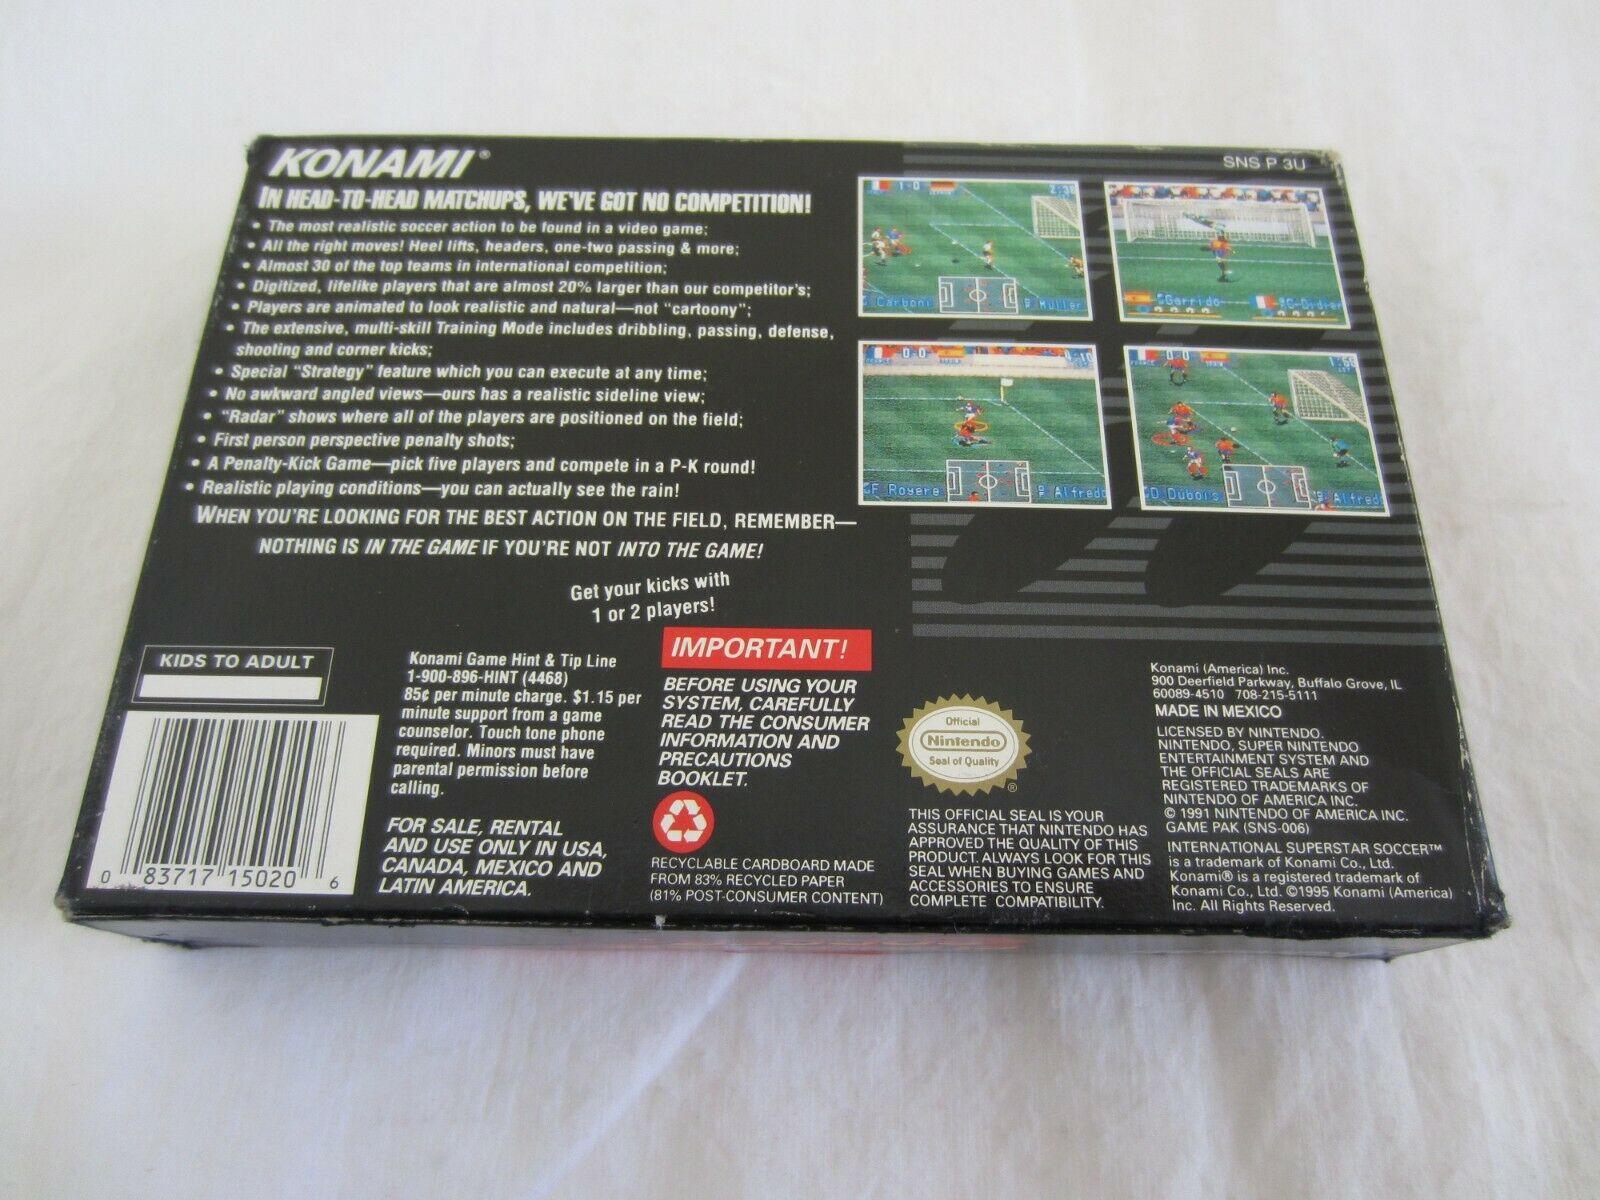 KONAMI®
SNS P 3U
IN HEAD-TO-HEAD MATCHUPS, WE'VE GOT NO COMPETITION!
• The most realistic soccer action to be found in a video game;
• All the right moves! Heel lifts, headers, one-two passing & more;
• Almost 30 of the top teams in international competition;
• Digitized, lifelike players that are almost 20% larger than our competitor's;
• Players are animated to look realistic and natural—not "cartoony";
• The extensive, multi-skill Training Mode includes dribbling, passing, defense,
shooting and corner kicks;
• Special "Strategy" feature which you can execute at any time;
• No awkward angled views—ours has a realistic sideline view;
• "Radar" shows where all of the players are positioned on the field;
• First person perspective penalty shots;
• A Penalty-Kick Game—pick five players and compete in a P-K round!
• Realistic playing conditions—you can actually see the rain!
WHEN YOU'RE LOOKING FOR THE BEST ACTION ON THE FIELD, REMEMBER—
NOTHING IS IN THE GAME IF YOU'RE NOT INTO THE GAME!
Get your kicks with
1 or 2 players!
1-0
2:38
Carboni
Muller
Garrido
C·Didier
0 0
0:10
F. Royere
Alfredo
0 0
1:56
D. Dubois
Alfredo
KIDS TO ADULT
0 83717 15020 6
Konami Game Hint & Tip Line
1-900-896-HINT (4468)
85¢ per minute charge. $1.15 per
minute support from a game
counselor. Touch tone phone
required. Minors must have
parental permission before
calling.
FOR SALE, RENTAL
AND USE ONLY IN USA,
CANADA, MEXICO AND
LATIN AMERICA.
IMPORTANT!
BEFORE USING YOUR
SYSTEM, CAREFULLY
READ THE CONSUMER
INFORMATION AND
PRECAUTIONS
BOOKLET.
RECYCLABLE CARDBOARD MADE
FROM 83% RECYCLED PAPER
(81% POST-CONSUMER CONTENT)
Official
Nintendo
Seal of Quality
®
THIS OFFICIAL SEAL IS YOUR
ASSURANCE THAT NINTENDO HAS
APPROVED THE QUALITY OF THIS
PRODUCT. ALWAYS LOOK FOR THIS
SEAL WHEN BUYING GAMES AND
ACCESSORIES TO ENSURE
COMPLETE COMPATIBILITY.
Konami (America) Inc.
900 Deerfield Parkway, Buffalo Grove, IL
60089-4510 708-215-5111
MADE IN MEXICO
LICENSED BY NINTENDO.
NINTENDO, SUPER NINTENDO
ENTERTAINMENT SYSTEM AND
THE OFFICIAL SEALS ARE
REGISTERED TRADEMARKS OF
NINTENDO OF AMERICA INC.
© 1991 NINTENDO OF AMERICA INC.
GAME PAK (SNS-006)
INTERNATIONAL SUPERSTAR SOCCER™
is a trademark of Konami Co., Ltd.
Konami® is a registered trademark of
Konami Co., Ltd. ©1995 Konami (America)
Inc. All Rights Reserved.